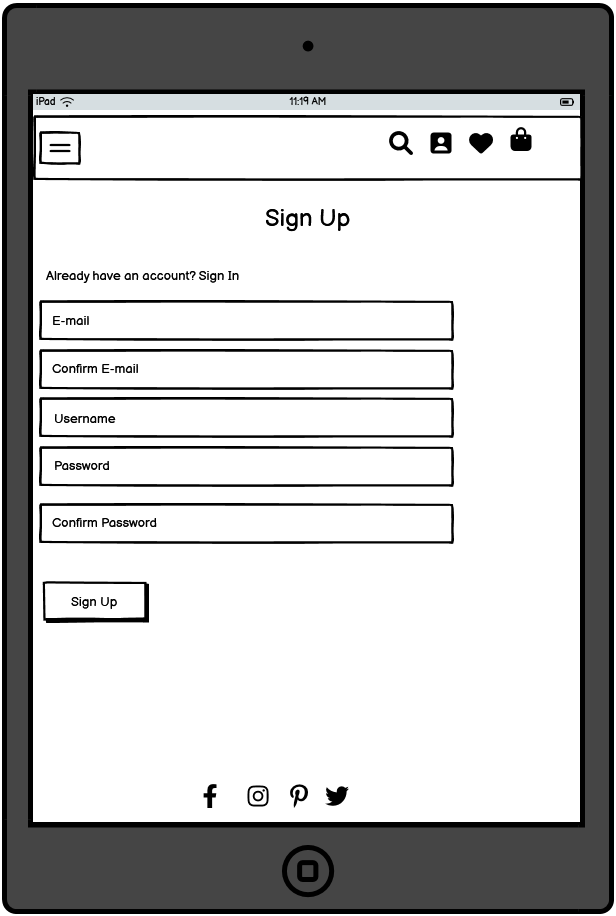 iPad 11:19 AM
Sign Up
Already have an account? Sign In
E-mail
Confirm E-mail
Username
Password
Confirm Password
Sign Up